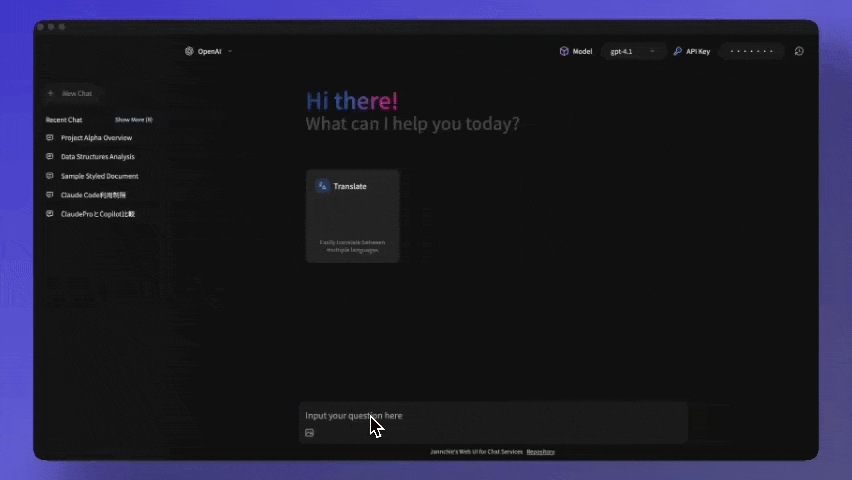 OpenAI
Model
gpt-4.1
API Key
New Chat
Recent Chat
Show More (8)
Project Alpha Overview
Data Structures Analysis
Sample Styled Document
Claude Code利用制限
ClaudeProとCopilot比較
Hi there!
What can I help you today?
Translate
Easily translate between
multiple languages.
Input your question here
Jannchie's Web UI for Chat Services Repository